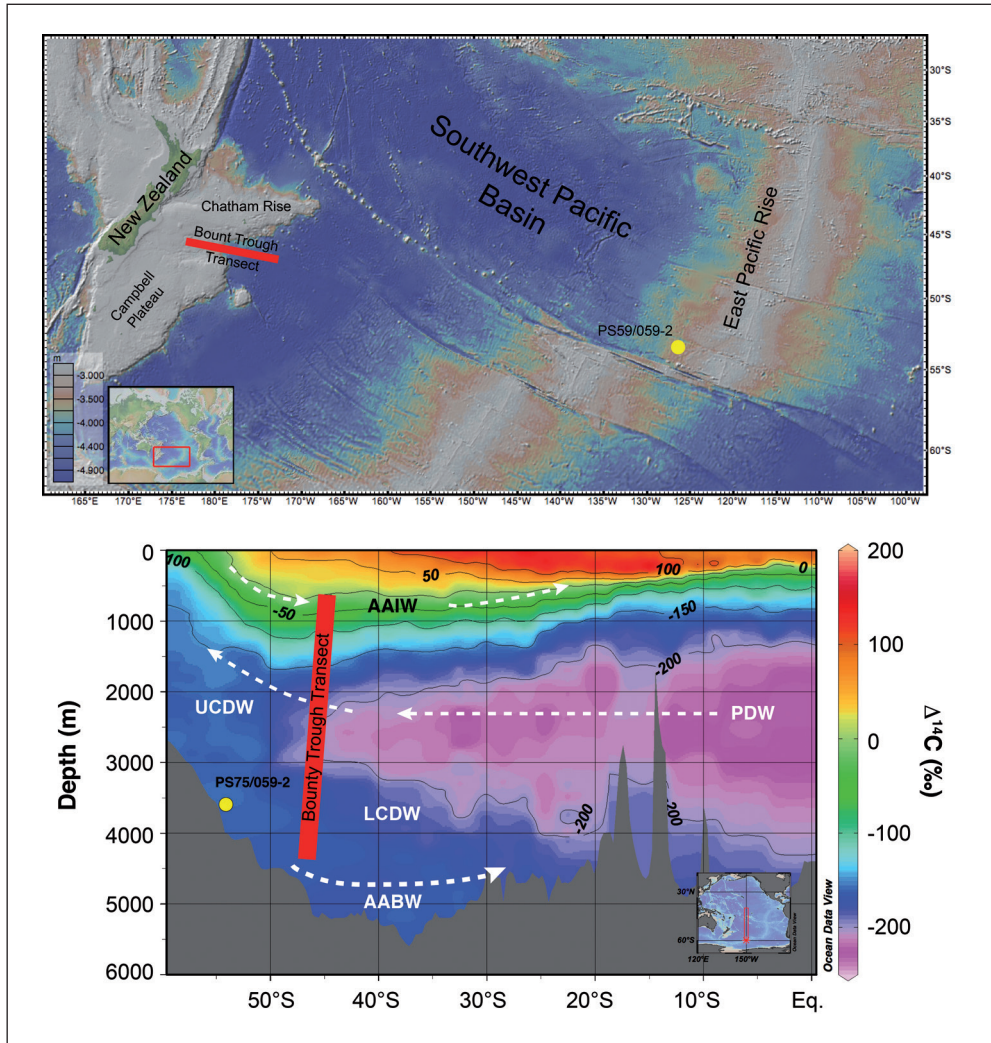 30°S
35°S
40°S
45°S
50°S
55°S
60°S
Southwest Pacific
Basin
New Zealand
Chatham Rise
Bount Trough
Transect
Campbell
Plateau
East Pacific Rise
PS59/059-2
m
-3.000
-3.500
-4.000
-4.400
-4.900
165°E
170°E
175°E
180°E
175°W
170°W
165°W
160°W
155°W
150°W
145°W
140°W
135°W
130°W
125°W
120°W
115°W
110°W
105°W
100°W
Depth (m)
0
1000
2000
3000
4000
5000
6000
50°S
40°S
30°S
20°S
10°S
Eq.
100
50
100
0
-50
-150
-200
-200
-200
AAIW
UCDW
PDW
LCDW
AABW
PS75/059-2
Bounty Trough Transect
30°N
60°S
120°E
150°W
Ocean Data View
Ocean Data View
200
100
0
-100
-200
Δ¹⁴C (‰)